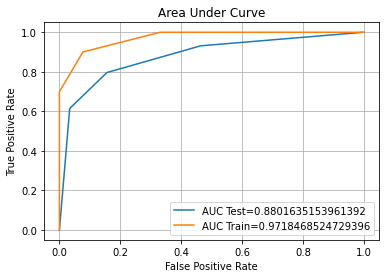 Area Under Curve
True Positive Rate
1.0
0.8
0.6
0.4
0.2
0.0
AUC Test=0.8801635153961392
AUC Train=0.9718468524729396
0.0 0.2 0.4 0.6 0.8 1.0
False Positive Rate